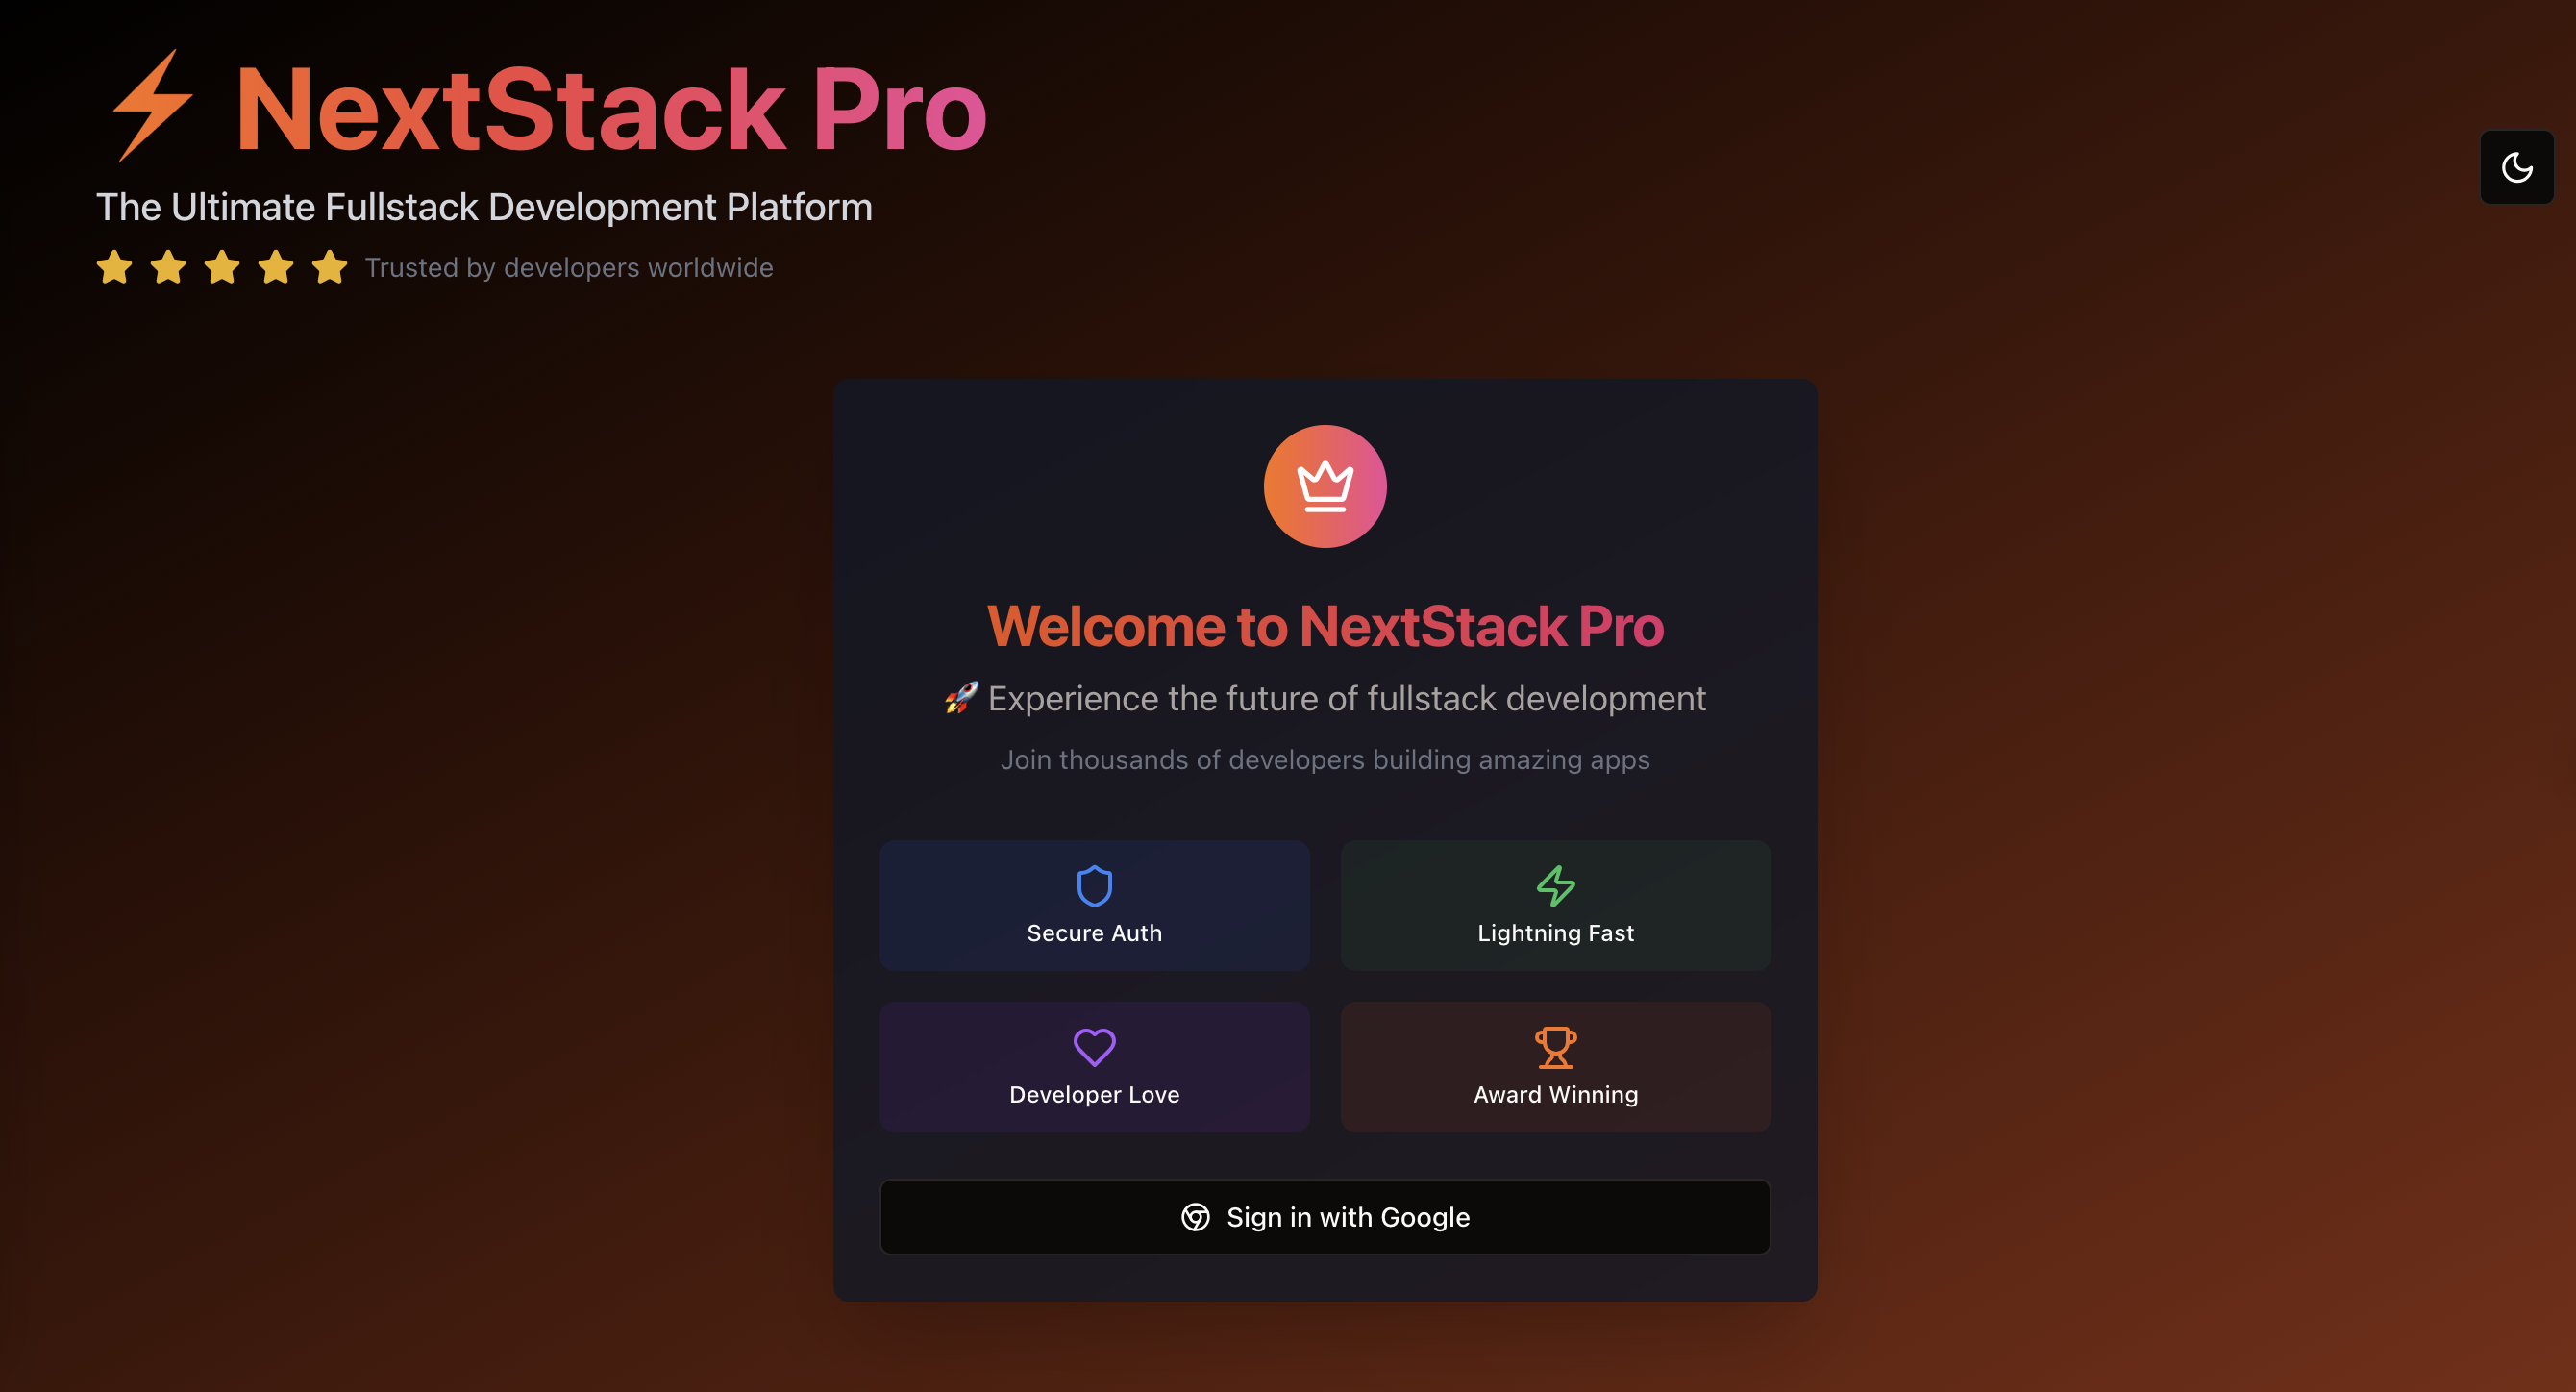 NextStack Pro
The Ultimate Fullstack Development Platform
Trusted by developers worldwide
Welcome to NextStack Pro
🚀 Experience the future of fullstack development
Join thousands of developers building amazing apps
Secure Auth
Lightning Fast
Developer Love
Award Winning
Sign in with Google